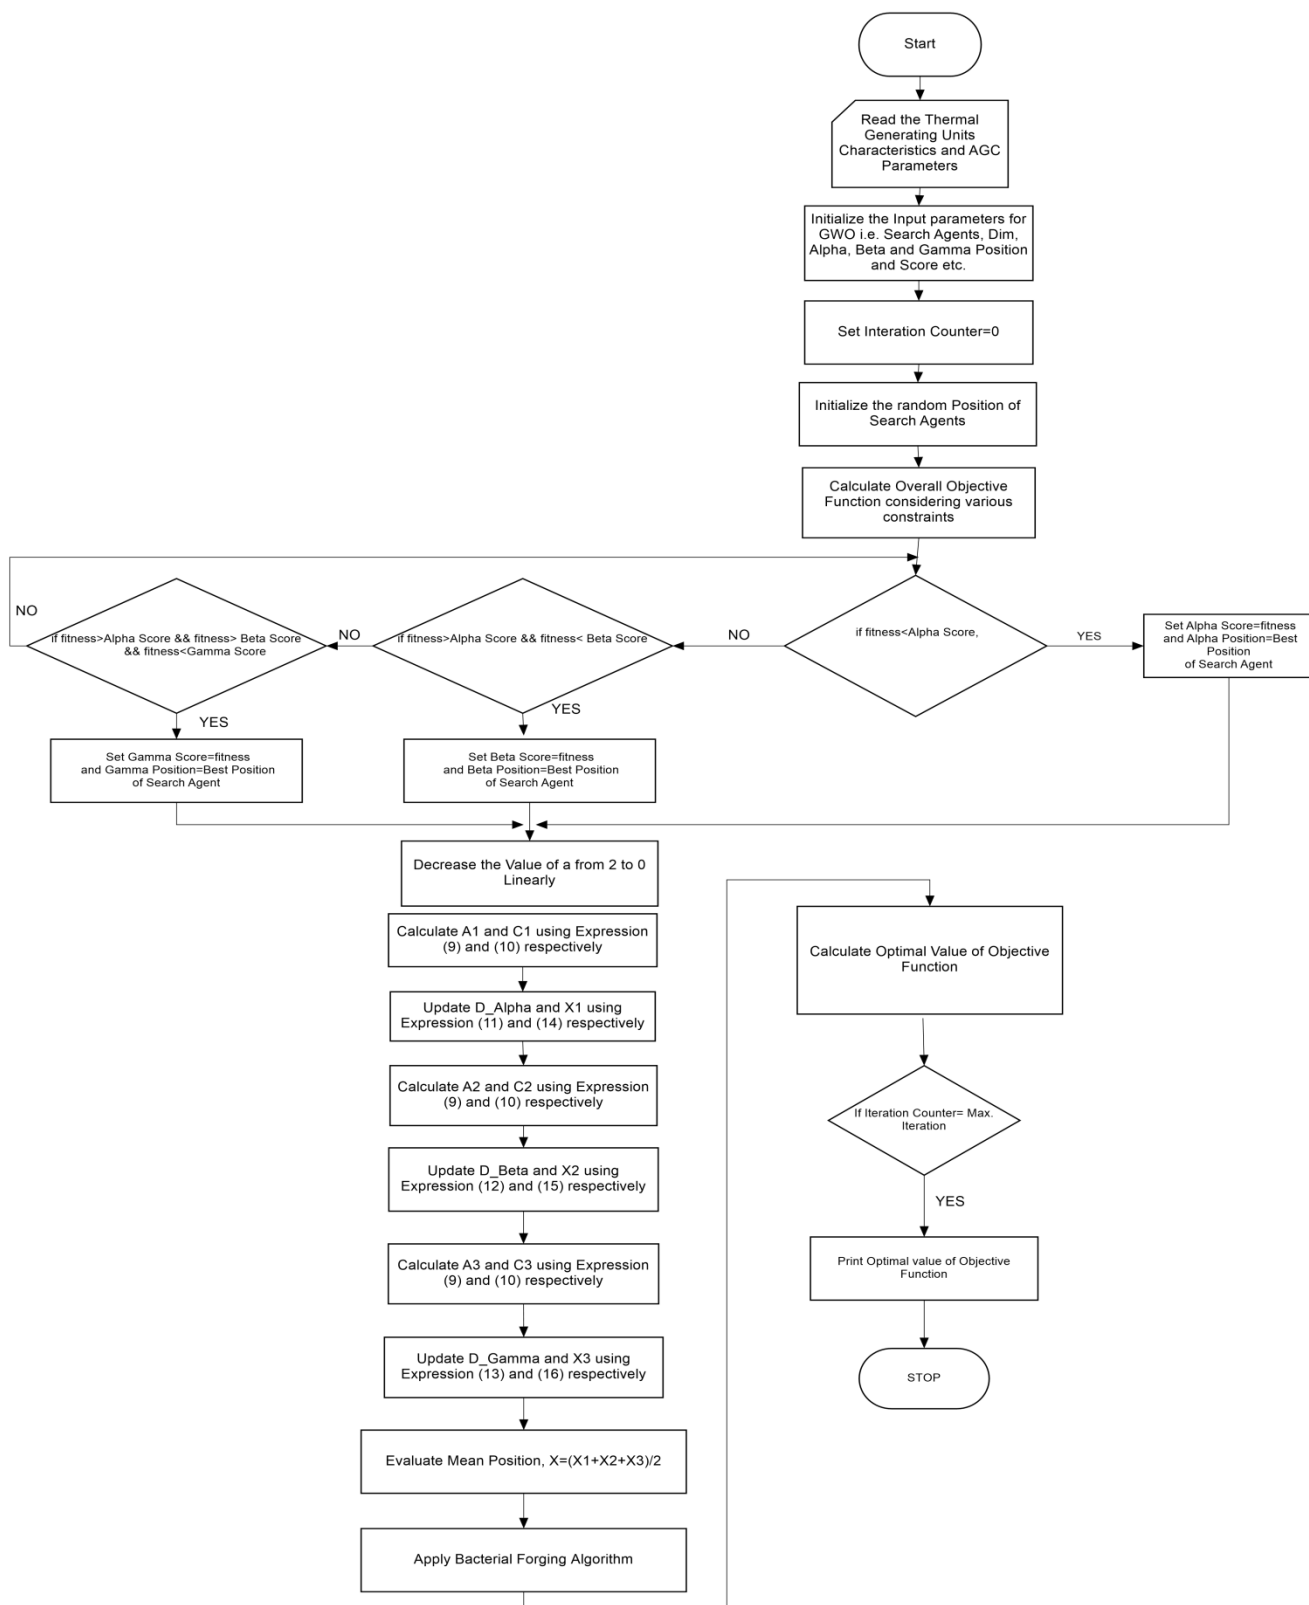 Start
Read the Thermal
Generating Units
Characteristics and AGC
Parameters
Initialize the Input parameters for
GWO i.e. Search Agents, Dim,
Alpha, Beta and Gamma Position
and Score etc.
Set Interation Counter=0
Initialize the random Position of
Search Agents
Calculate Overall Objective
Function considering various
constraints
if fitness<Alpha Score,
YES
Set Alpha Score=fitness
and Alpha Position=Best
Position
of Search Agent
NO
if fitness>Alpha Score && fitness< Beta Score
YES
Set Beta Score=fitness
and Beta Position=Best Position
of Search Agent
NO
if fitness>Alpha Score && fitness> Beta Score
&& fitness<Gamma Score
NO
YES
Set Gamma Score=fitness
and Gamma Position=Best Position
of Search Agent
Decrease the Value of a from 2 to 0
Linearly
Calculate A1 and C1 using Expression
(9) and (10) respectively
Update D_Alpha and X1 using
Expression (11) and (14) respectively
Calculate A2 and C2 using Expression
(9) and (10) respectively
Update D_Beta and X2 using
Expression (12) and (15) respectively
Calculate A3 and C3 using Expression
(9) and (10) respectively
Update D_Gamma and X3 using
Expression (13) and (16) respectively
Evaluate Mean Position, X=(X1+X2+X3)/2
Apply Bacterial Forging Algorithm
Calculate Optimal Value of Objective
Function
If Iteration Counter= Max.
Iteration
YES
Print Optimal value of Objective
Function
STOP